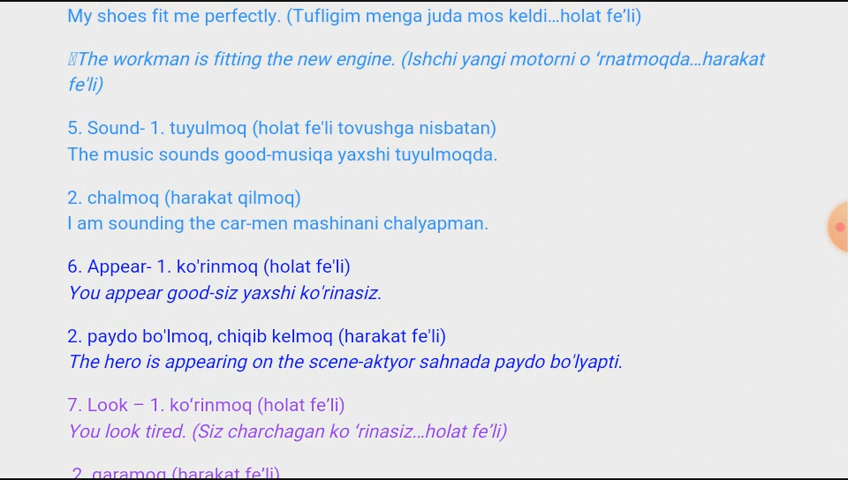 My shoes fit me perfectly. (Tufligim menga juda mos keldi...holat fe'li)
The workman is fitting the new engine. (Ishchi yangi motorni o ‘rnatmoqda...harakat
fe'li)
5. Sound- 1. tuyulmoq (holat fe'li tovushga nisbatan)
The music sounds good-musiqa yaxshi tuyulmoqda.
2. chalmoq (harakat qilmoq)
I am sounding the car-men mashinani chalyapman.
6. Appear- 1. ko'rinmoq (holat fe'li)
You appear good-siz yaxshi ko'rinasiz.
2. paydo bo'lmoq, chiqib kelmoq (harakat fe'li)
The hero is appearing on the scene-aktyor sahnada paydo bo'lyapti.
7. Look – 1. ko‘rinmoq (holat fe’li)
You look tired. (Siz charchagan ko ‘rinasiz...holat fe’li)
2. qaramoq (harakat fe’li)